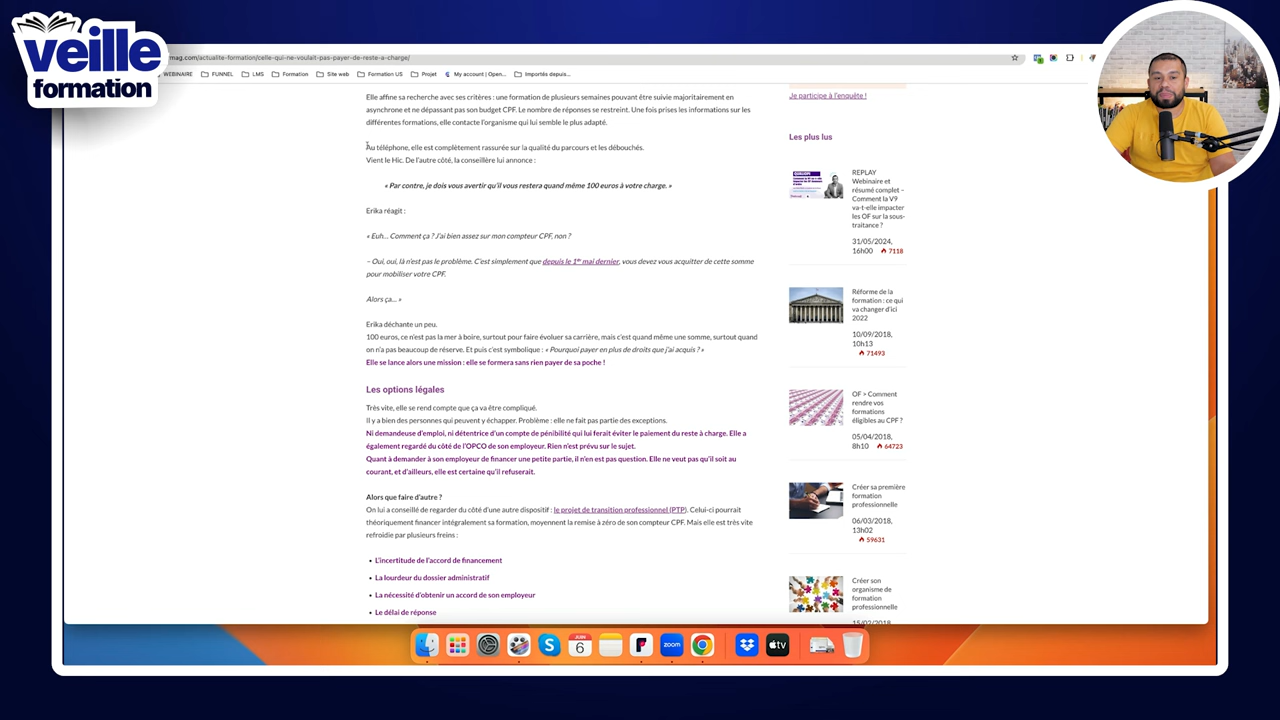 veille
formation
mag.com/actualite-formation/celle-qui-ne-voulait-pas-payer-de-reste-a-charge/
WEBINAIRE
FUNNEL
LMS
Formation
Site web
Formation US
Projet
My account | Open...
Importés depuis...
Elle affine sa recherche avec ses critères : une formation de plusieurs semaines pouvant être suivie majoritairement en
asynchrone et ne dépassant pas son budget CPF. Le nombre de réponses se restreint. Une fois prises les informations sur les
différentes formations, elle contacte l'organisme qui lui semble le plus adapté.
Au téléphone, elle est complètement rassurée sur la qualité du parcours et les débouchés.
Vient le Hic. De l'autre côté, la conseillère lui annonce :
« Par contre, je dois vous avertir qu'il vous restera quand même 100 euros à votre charge. »
Erika réagit :
« Euh... Comment ça ? J'ai bien assez sur mon compteur CPF, non ?
– Oui, oui, là n'est pas le problème. C'est simplement que depuis le 1er mai dernier, vous devez vous acquitter de cette somme
pour mobiliser votre CPF.
Alors ça... »
Erika déchante un peu.
100 euros, ce n'est pas la mer à boire, surtout pour faire évoluer sa carrière, mais c'est quand même une somme, surtout quand
on n'a pas beaucoup de réserve. Et puis c'est symbolique : « Pourquoi payer en plus de droits que j'ai acquis ? »
Elle se lance alors une mission : elle se formera sans rien payer de sa poche !
Les options légales
Très vite, elle se rend compte que ça va être compliqué.
Il y a bien des personnes qui peuvent y échapper. Problème : elle ne fait pas partie des exceptions.
Ni demandeuse d'emploi, ni détentrice d'un compte de pénibilité qui lui ferait éviter le paiement du reste à charge. Elle a
également regardé du côté de l'OPCO de son employeur. Rien n'est prévu sur le sujet.
Quant à demander à son employeur de financer une petite partie, il n'en est pas question. Elle ne veut pas qu'il soit au
courant, et d'ailleurs, elle est certaine qu'il refuserait.
Alors que faire d'autre ?
On lui a conseillé de regarder du côté d'un autre dispositif : le projet de transition professionnel (PTP). Celui-ci pourrait
théoriquement financer intégralement sa formation, moyennent la remise à zéro de son compteur CPF. Mais elle est très vite
refroidie par plusieurs freins :
• L'incertitude de l'accord de financement
• La lourdeur du dossier administratif
• La nécessité d'obtenir un accord de son employeur
• Le délai de réponse
Je participe à l'enquête !
Les plus lus
REPLAY
Webinaire et
résumé complet –
Comment la V9
va-t-elle impacter
les OF sur la sous-
traitance ?
31/05/2024,
16h00 7118
Réforme de la
formation : ce qui
va changer d'ici
2022
10/09/2018,
10h13
71493
OF > Comment
rendre vos
formations
éligibles au CPF ?
05/04/2018,
8h10 64723
Créer sa première
formation
professionnelle
06/03/2018,
13h02
59631
Créer son
organisme de
formation
professionnelle
15/02/2018,
JUIN
6
zoom
tv